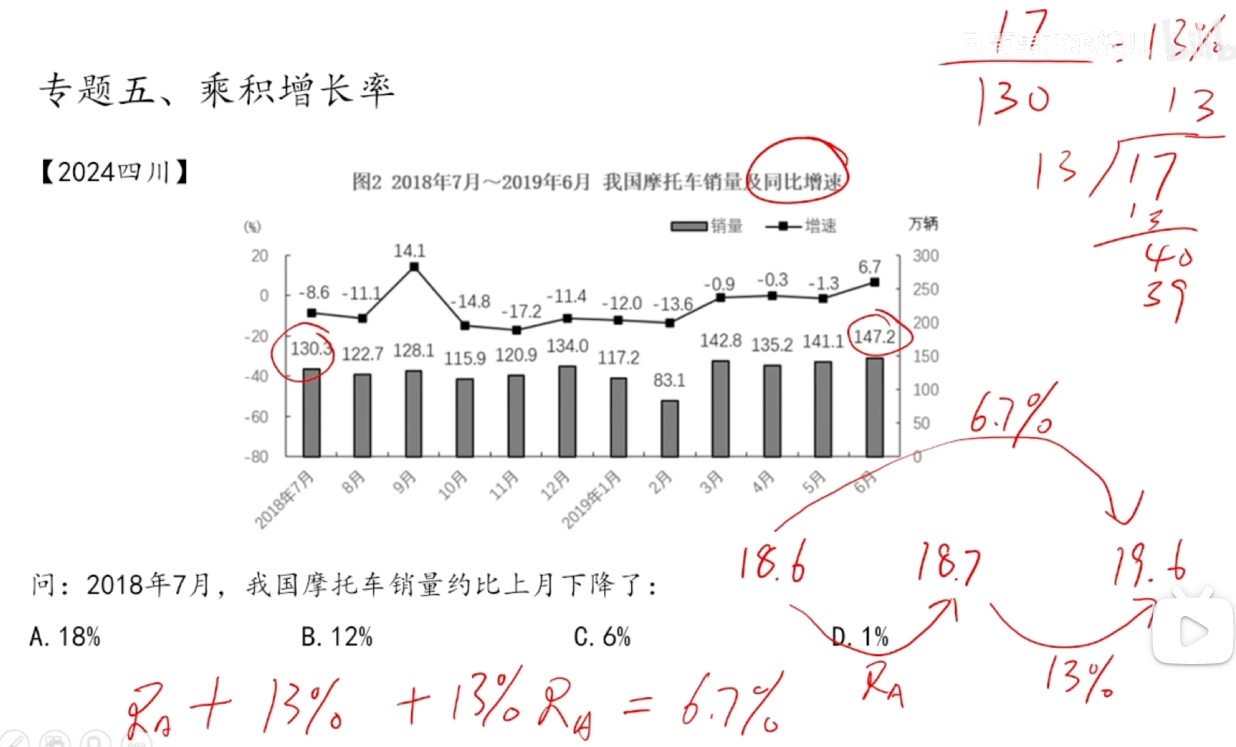 专题五、乘积增长率
17
130
= 13%
13
13
17
13
40
39
【2024四川】
图2 2018年7月～2019年6月 我国摩托车销量及同比增速
(%)
销量
增速
万辆
20
0
-20
-40
-60
-80
300
250
200
150
100
50
0
-8.6 -11.1 14.1 -14.8 -17.2 -11.4 -12.0 -13.6 -0.9 -0.3 -1.3 6.7
130.3 122.7 128.1 115.9 120.9 134.0 117.2 83.1 142.8 135.2 141.1 147.2
2018年7月 8月 9月 10月 11月 12月 2019年1月 2月 3月 4月 5月 6月
6.7%
18.6 18.7 19.6
RA 13%
问：2018年7月，我国摩托车销量约比上月下降了：
A.18% B.12% C.6% D.1%
RA + 13% + 13% RA = 6.7%